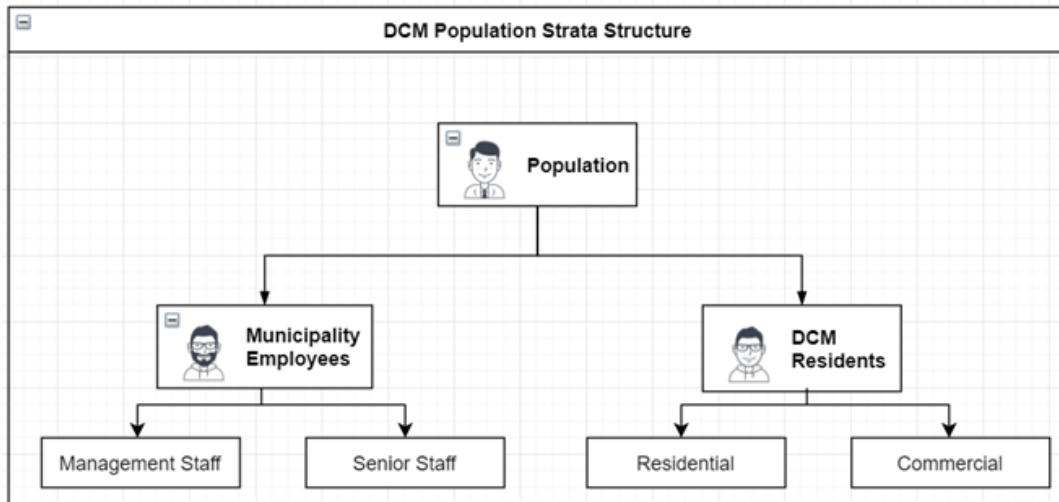 DCM Population Strata Structure
Population
Municipality
Employees
DCM
Residents
Management Staff
Senior Staff
Residential
Commercial